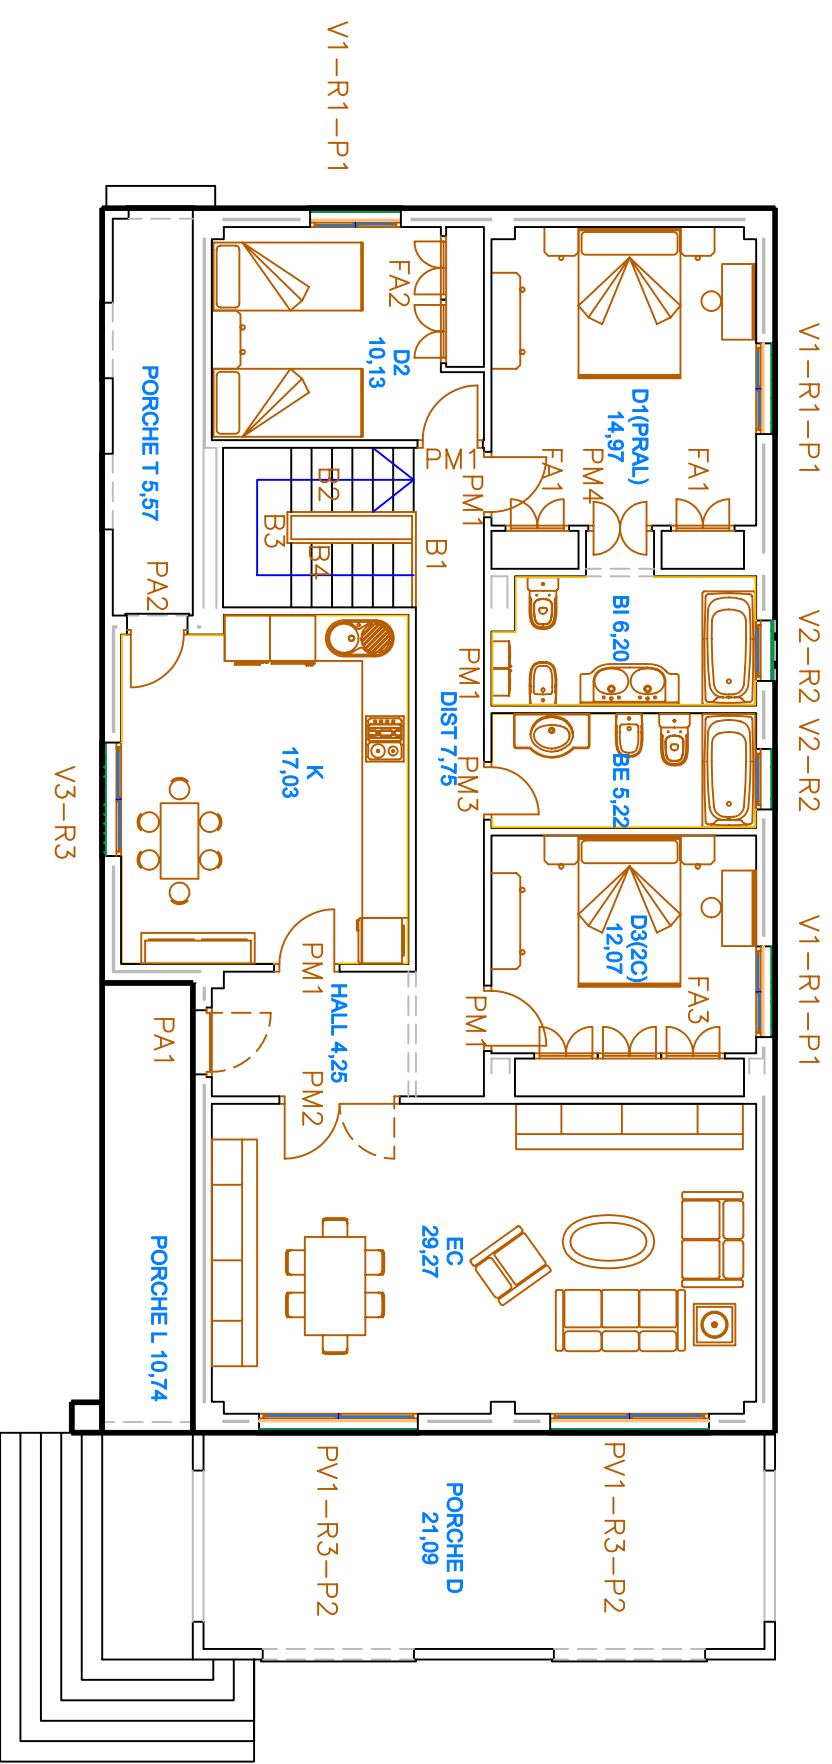 V1-R1-P1
V1-R1-P1
FA2
D2
10,13
D1(PRAL)
14,97
PORCHE T 5,57
PM1
PM1
FA1
PM4
FA1
B2
B3
B4
B1
PA2
BI 6,20
V2-R2
PM1
DIST 7,75
V2-R2
PM3
BE 5,22
K
17,03
V3-R3
D3(2C)
12,07
V1-R1-P1
FA3
PM1
PM1
HALL 4,25
PA1
PM2
EC
29,27
PORCHE L 10,74
PV1-R3-P2
PORCHE D
21,09
PV1-R3-P2